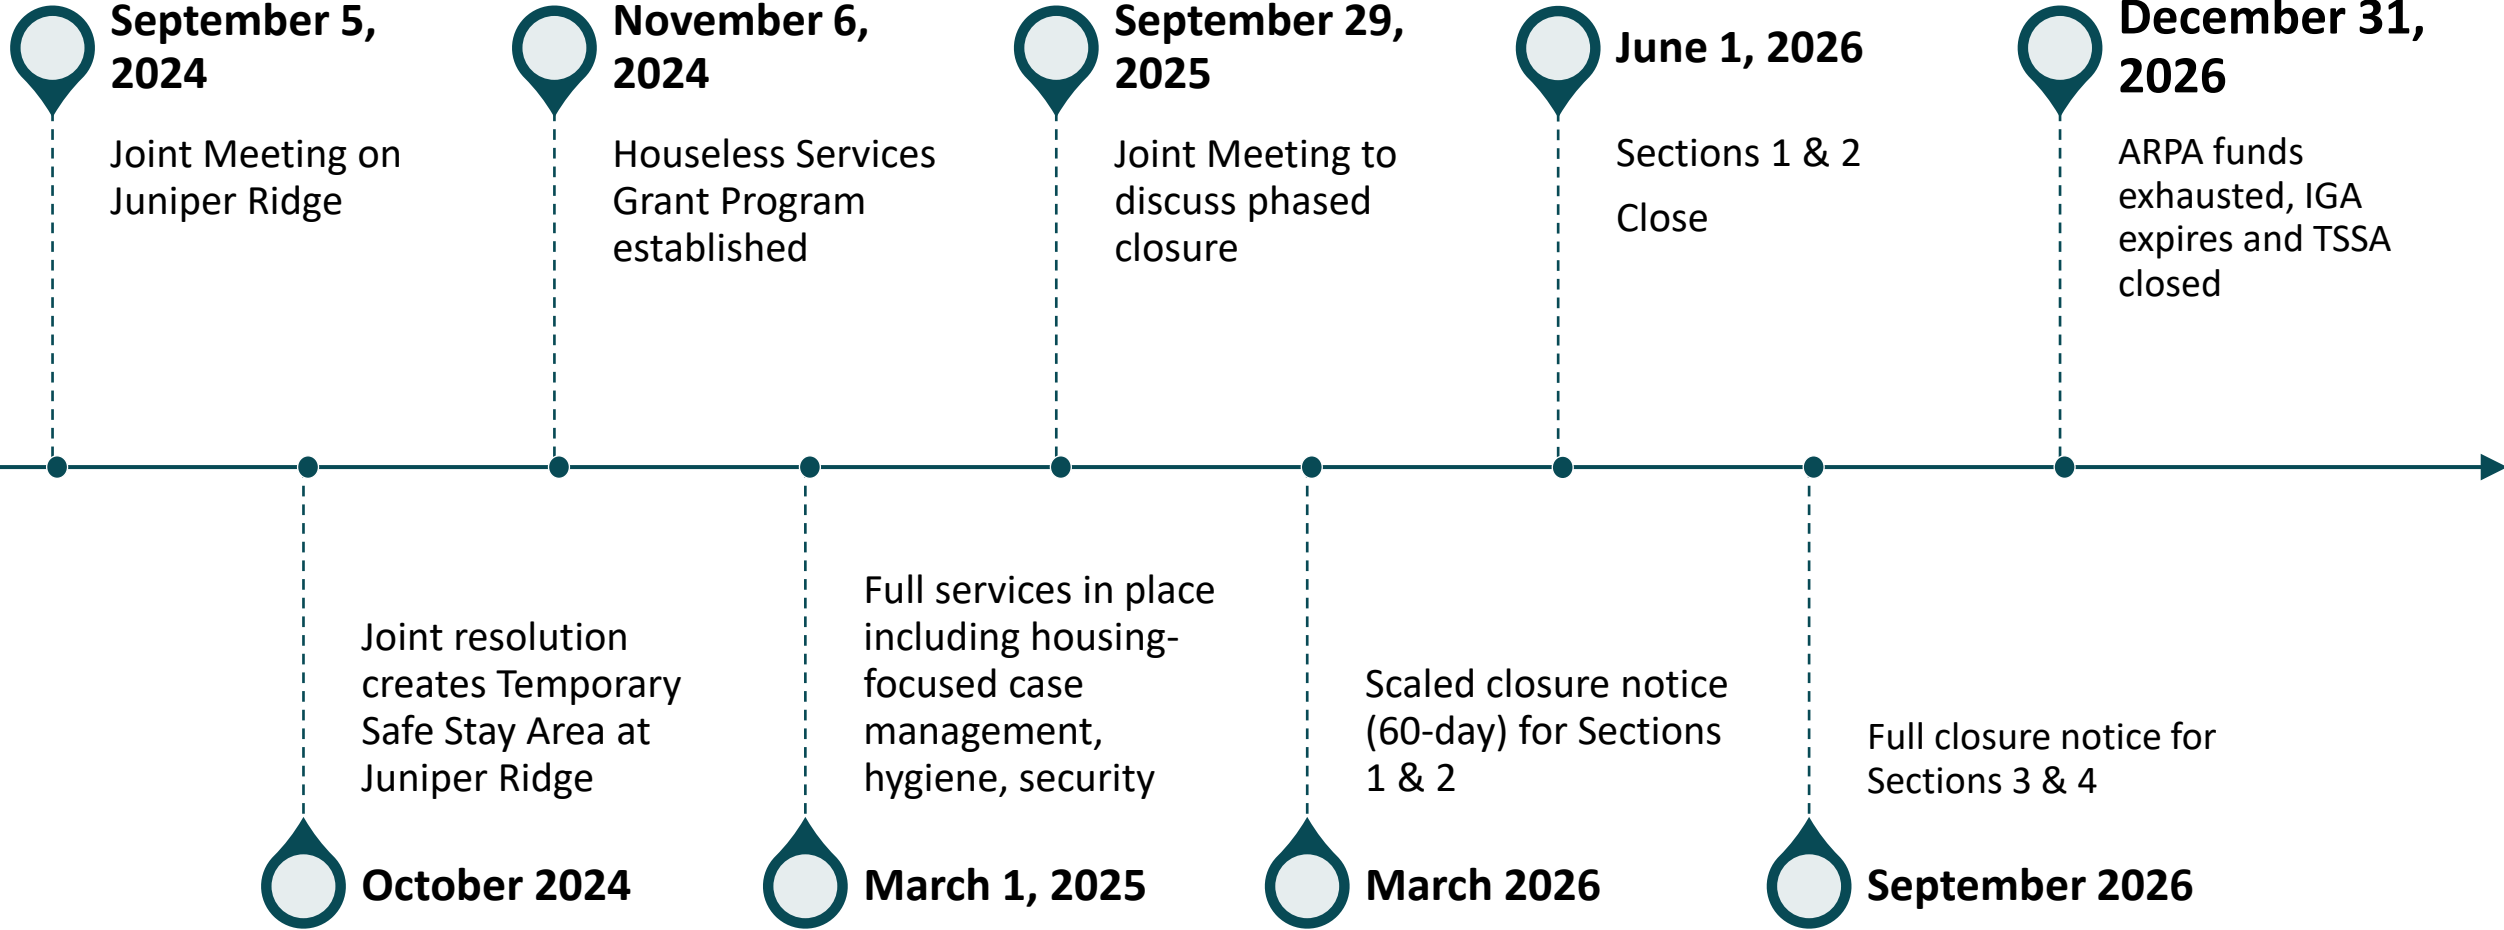 September 5,
2024
Joint Meeting on
Juniper Ridge
October 2024
Joint resolution
creates Temporary
Safe Stay Area at
Juniper Ridge
November 6,
2024
Houseless Services
Grant Program
established
March 1, 2025
Full services in place
including housing-
focused case
management,
hygiene, security
September 29,
2025
Joint Meeting to
discuss phased
closure
March 2026
Scaled closure notice
(60-day) for Sections
1 & 2
June 1, 2026
Sections 1 & 2
Close
September 2026
Full closure notice for
Sections 3 & 4
December 31,
2026
ARPA funds
exhausted, IGA
expires and TSSA
closed